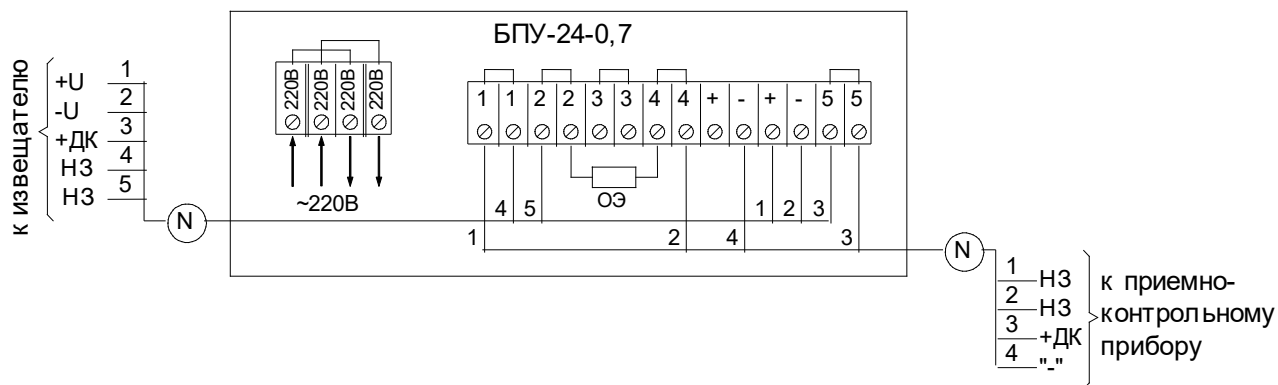 БПУ-24-0,7
к извещателю
1
+U
2
-U
3
+ДК
4
НЗ
5
НЗ
220В 220В 220В 220В
~220В
1 1 2 2 3 3 4 4 + - + - 5 5
ОЭ
N
4 5 1 2 3
1 2 4 3
N
1 НЗ
2 НЗ
3 +ДК
4 "-"
к приемно-
контрольному
прибору